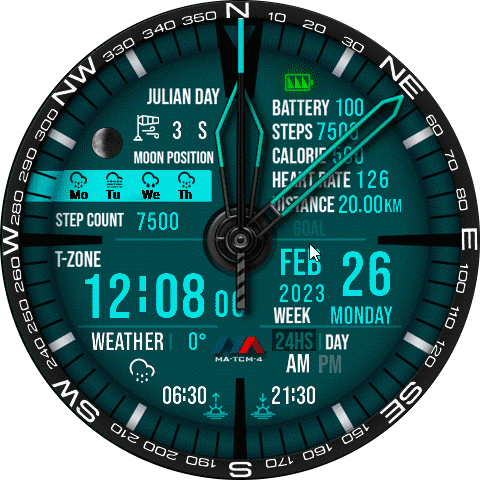 N
10
20
30
NE
60
70
80
E
100
110
120
SE
150
160
170
S
190
200
210
SW
240
250
260
W
280
290
300
NW
330
340
350
JULIAN DAY
3 S
MOON POSITION
Mo Tu We Th
STEP COUNT 7500
BATTERY 100
STEPS 7500
CALORIE
HEART RATE 126
DISTANCE 20.00KM
GOAL
T-ZONE
12:08 00
FEB 26
2023
WEEK MONDAY
WEATHER 0°
MA-TCM-4
24HS DAY
AM PM
06:30
21:30